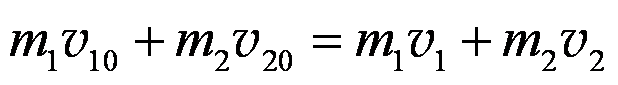 m₁v₁₀ + m₂v₂₀ = m₁v₁ + m₂v₂